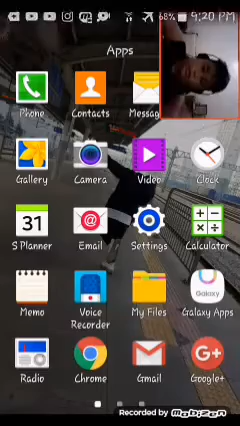 68% 9:20 PM
Apps
Phone
Contacts
Messag
Gallery
Camera
Video
Clock
31
S Planner
Email
Settings
Calculator
Memo
Voice
Recorder
My Files
Galaxy
Galaxy Apps
Radio
Chrome
Gmail
Google+
Recorded by Mobizen